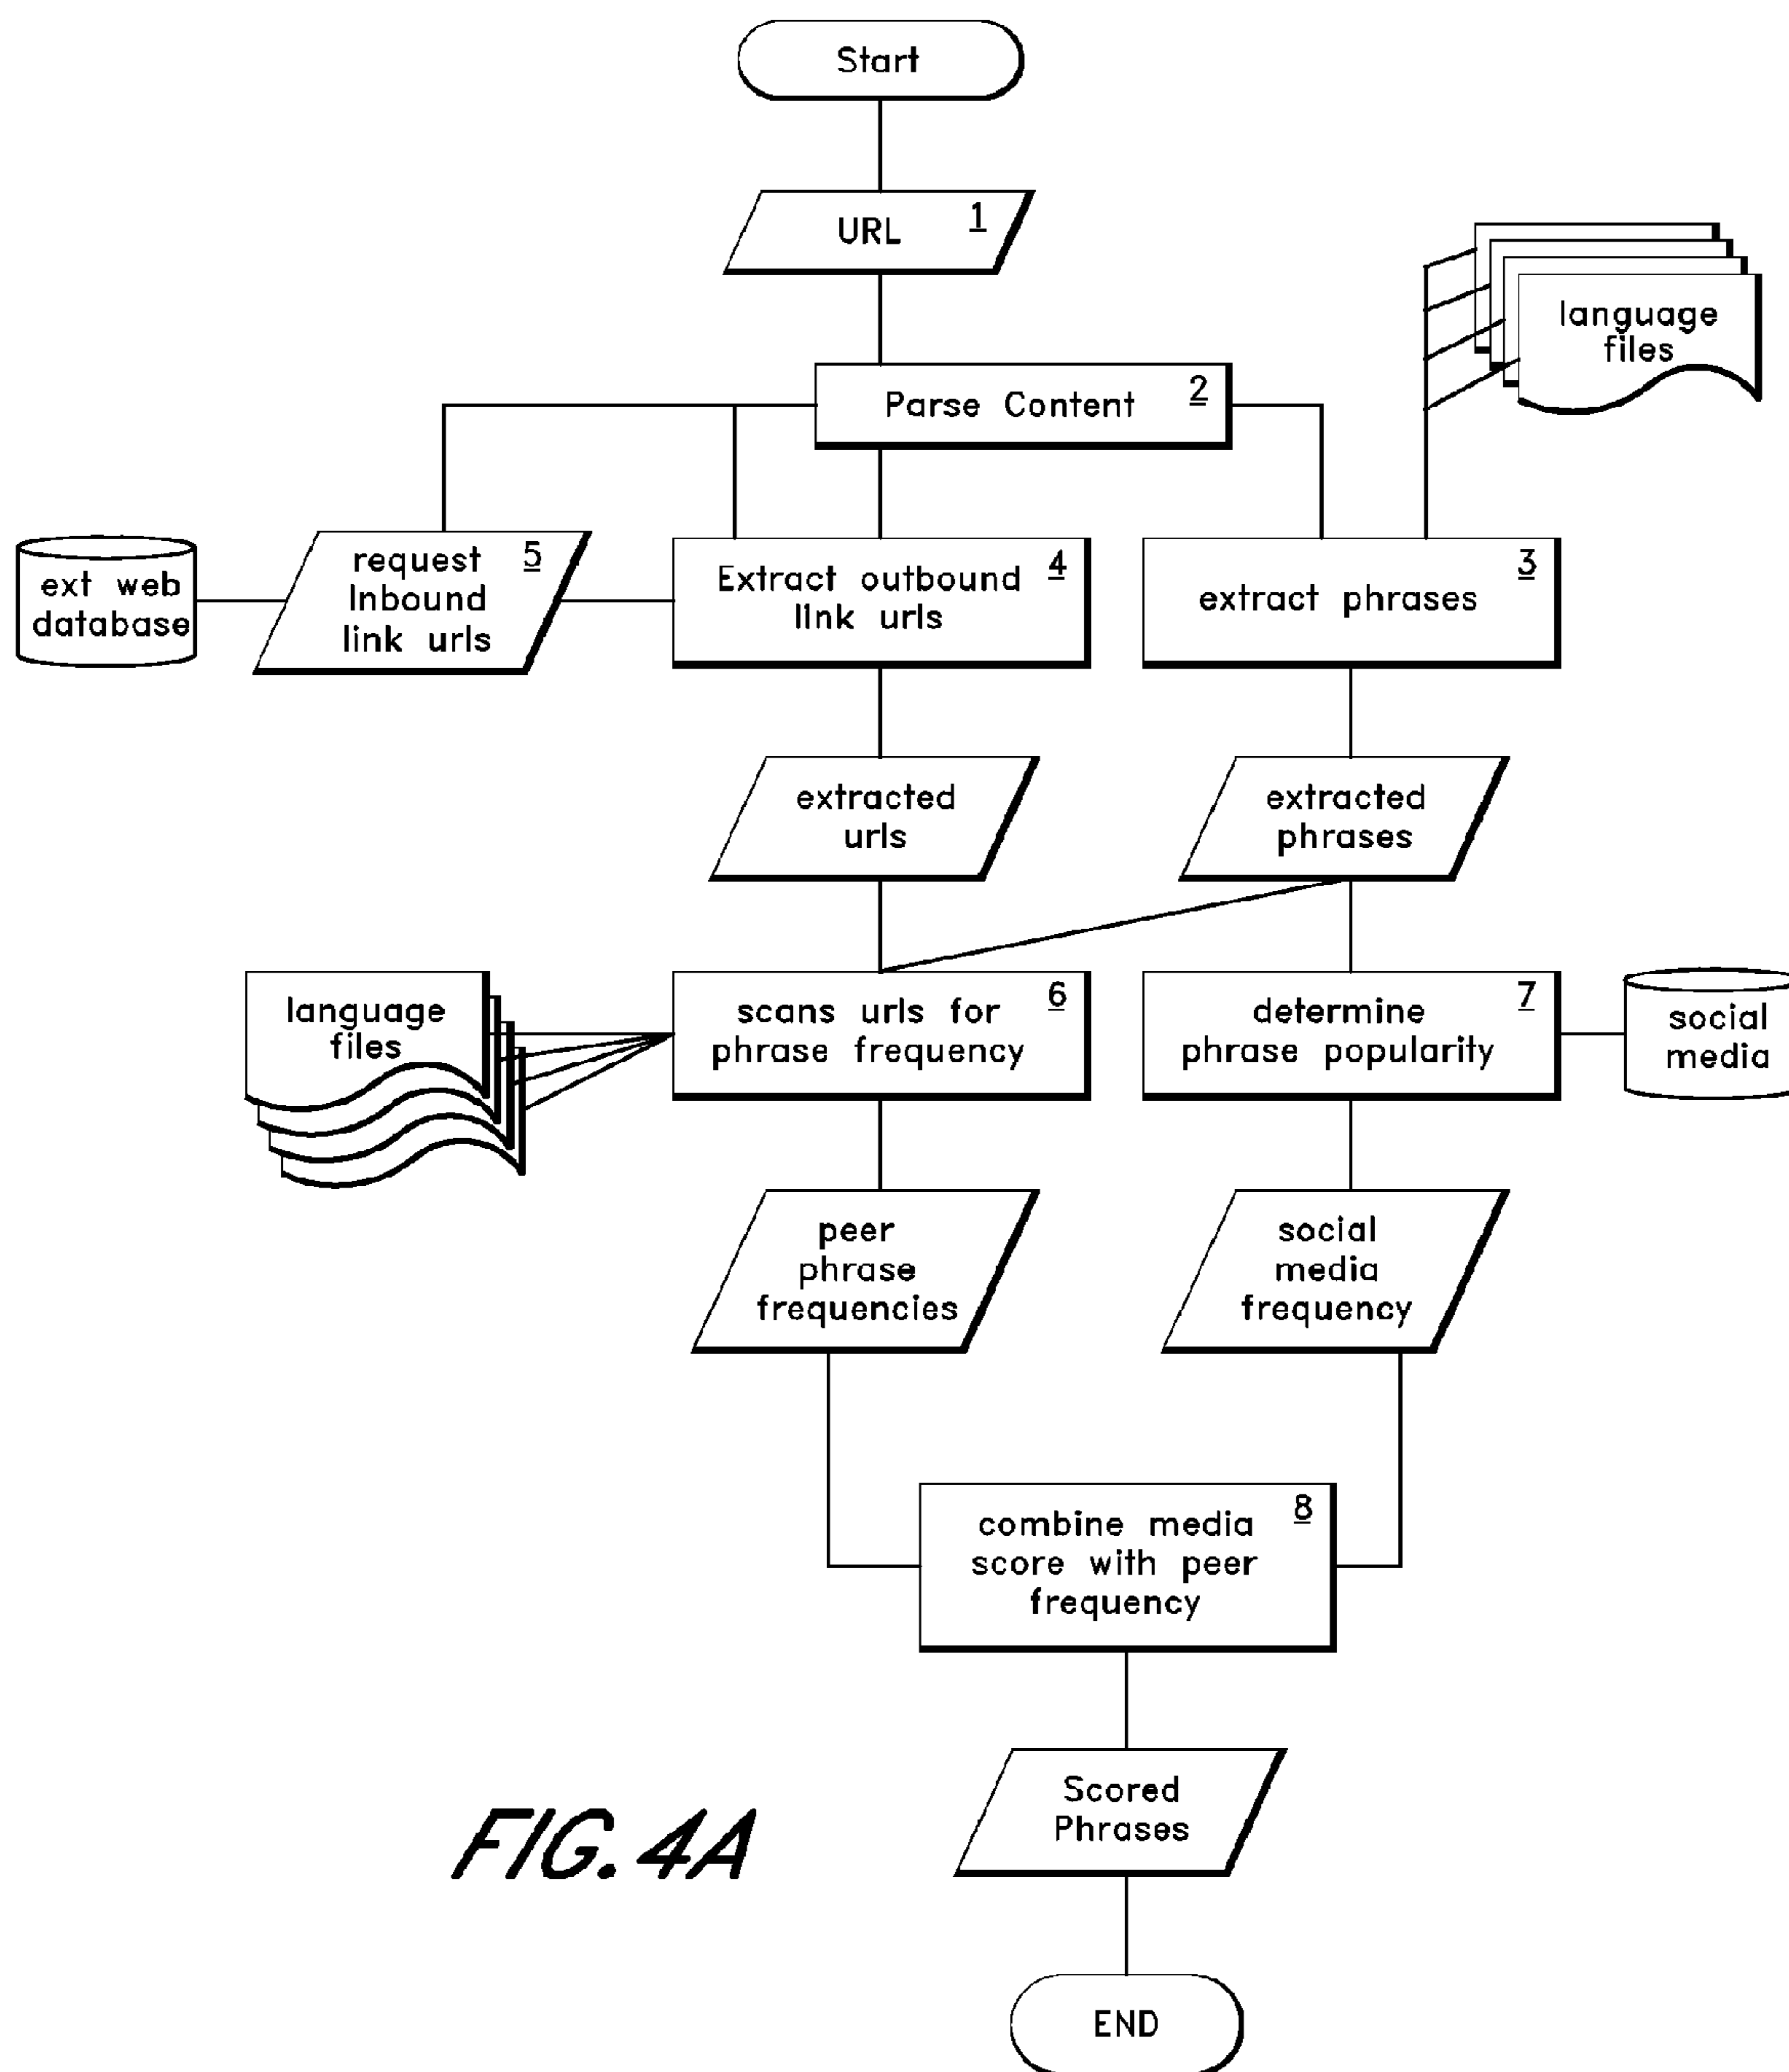 Start
URL
1
language
files
Parse Content
2
ext web
database
request
Inbound
link urls
5
Extract outbound
link urls
4
extract phrases
3
extracted
urls
extracted
phrases
language
files
scans urls for
phrase frequency
6
determine
phrase popularity
7
social
media
peer
phrase
frequencies
social
media
frequency
combine media
score with peer
frequency
8
Scored
Phrases
FIG. 4A
END